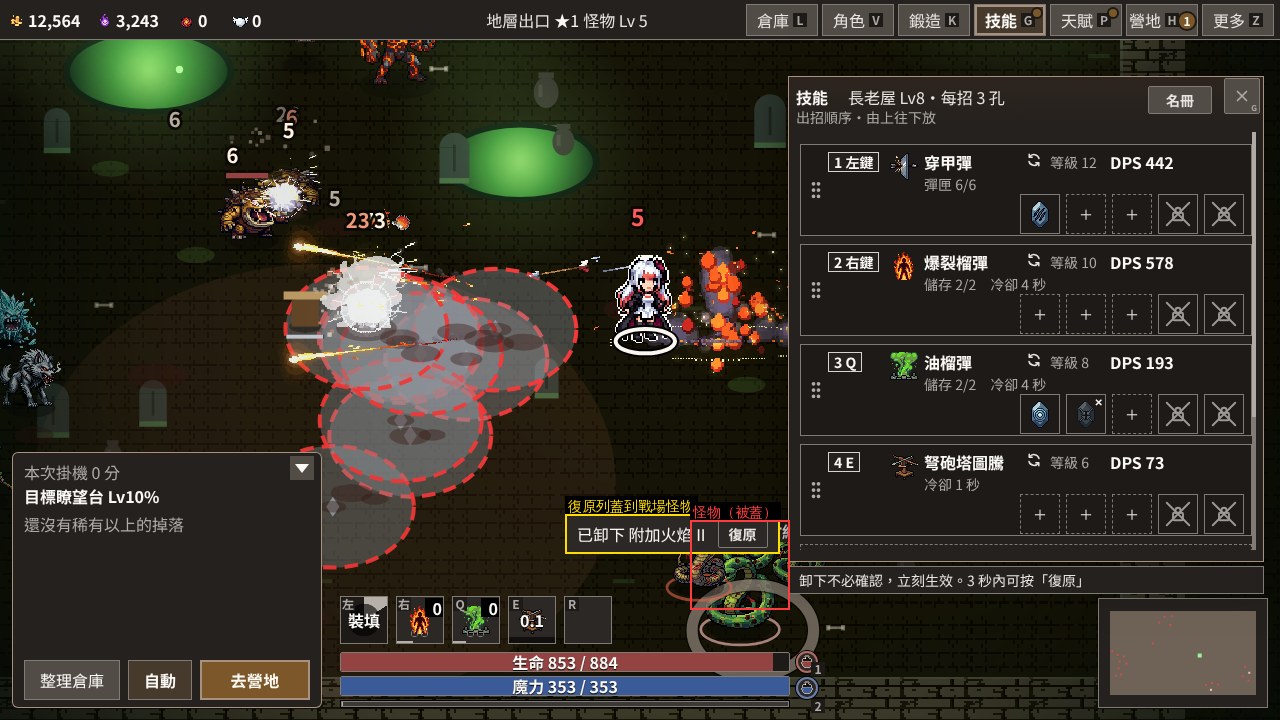 12,564 3,243 0 0
地層出口 ★1 怪物 Lv 5
倉庫 L 角色 V 鍛造 K 技能 G 天賦 P 營地 H 1 更多 Z
技能 長老屋 Lv8・每招 3 孔
名冊
G
出招順序・由上往下放
1 左鍵 穿甲彈 等級 12 DPS 442
彈匣 6/6
+ +
2 右鍵 爆裂榴彈 等級 10 DPS 578
儲存 2/2 冷卻 4 秒
+ + +
3 Q 油榴彈 等級 8 DPS 193
儲存 2/2 冷卻 4 秒
+
4 E 弩砲塔圖騰 等級 6 DPS 73
冷卻 1 秒
+ + +
卸下不必確認，立刻生效。3 秒內可按「復原」
6
26
5
6
5
23
73
5
本次掛機 0 分
目標瞭望台 Lv10%
還沒有稀有以上的掉落
整理倉庫 自動 去營地
復原列蓋到戰場怪物
怪物（被蓋）
已卸下 附加火焰 II 復原
左 裝填 右 0 Q 0 E 0.1 R
生命 853 / 884
1
魔力 353 / 353
2